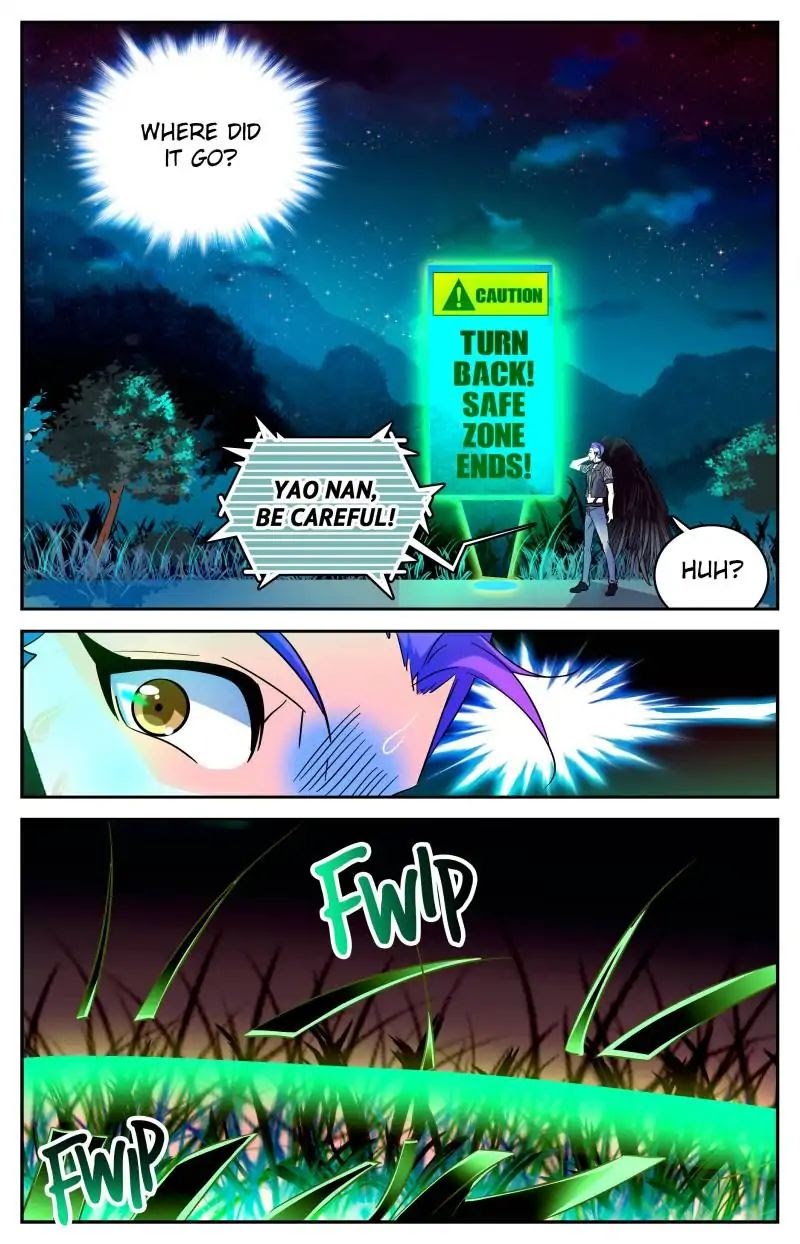 WHERE DID
IT GO?
CAUTION
TURN
BACK!
SAFE
ZONE
ENDS!
YAO NAN,
BE CAREFUL!
HUH?
FWIP
FWIP